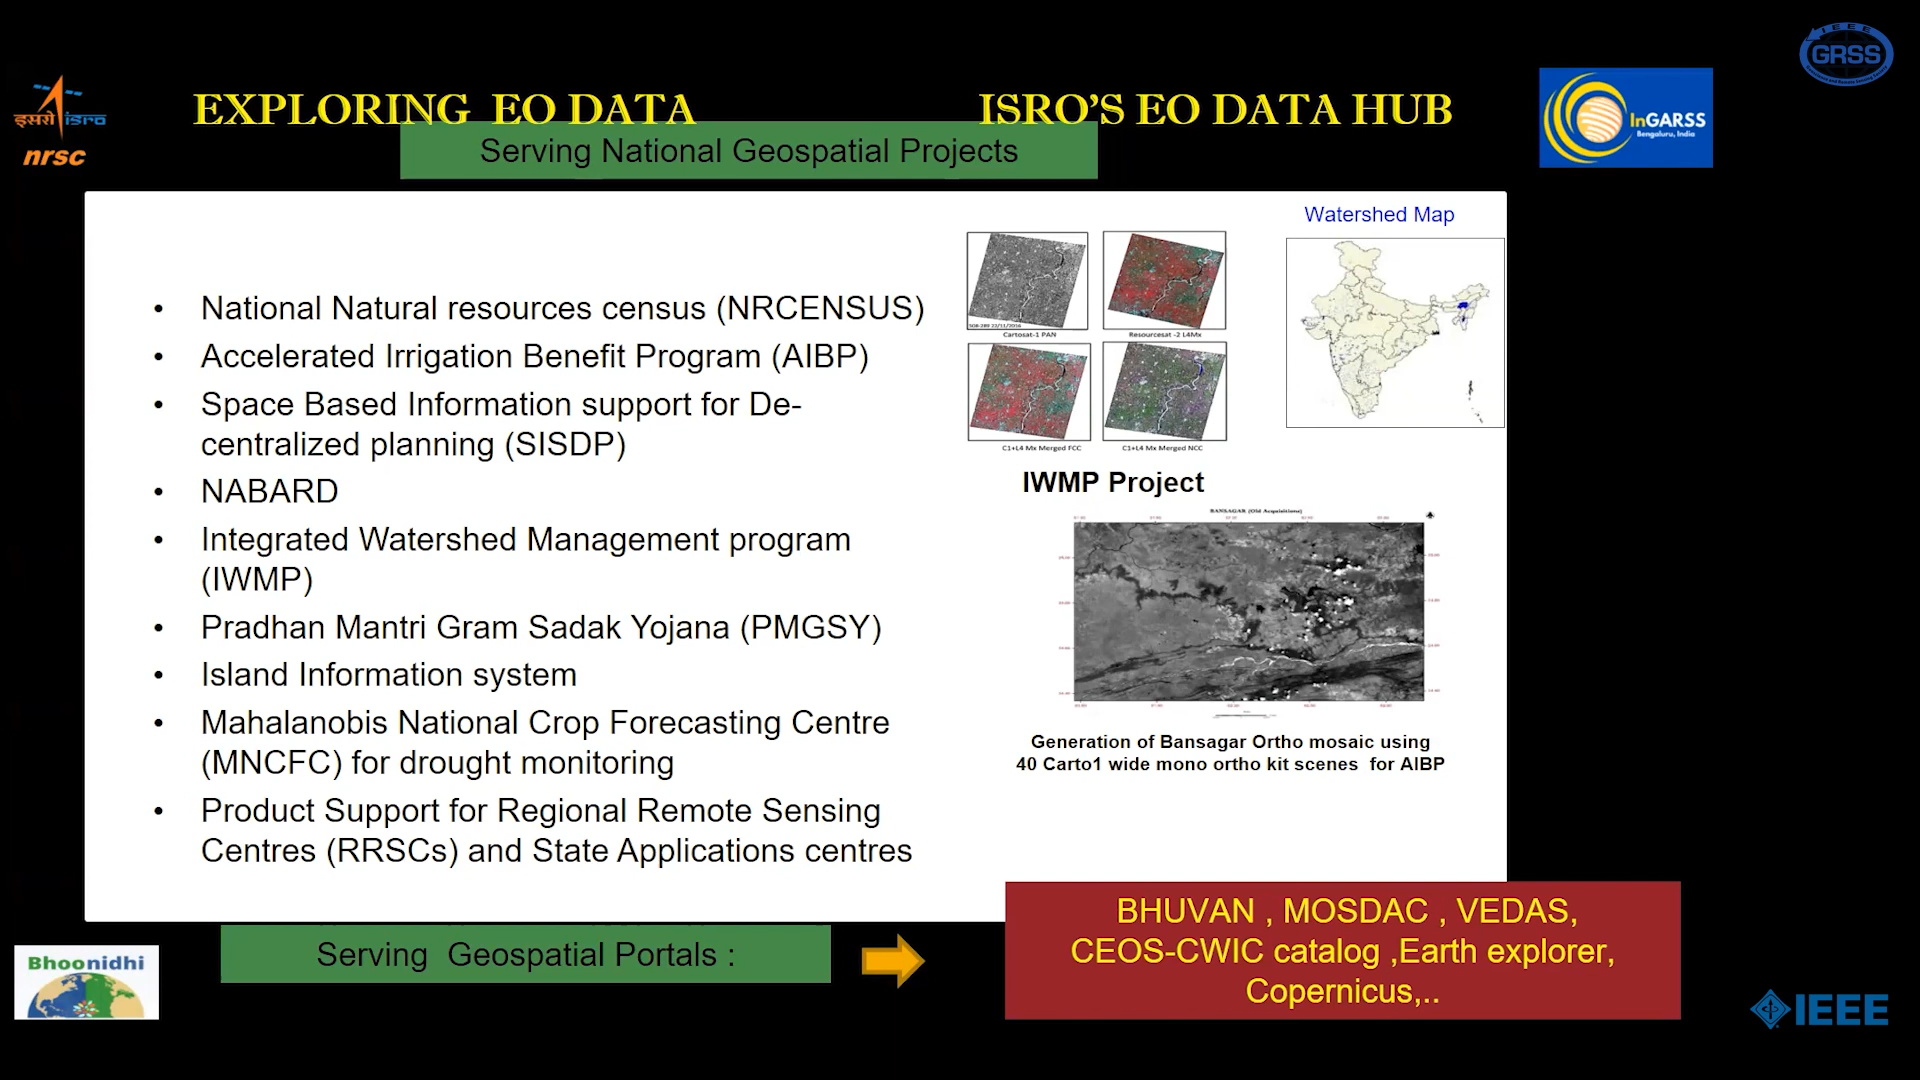 IEEE
GRSS
इसरो isro
nrsc
EXPLORING EO DATA
ISRO'S EO DATA HUB
InGARSS
Bengaluru, India
Serving National Geospatial Projects
• National Natural resources census (NRCENSUS)
• Accelerated Irrigation Benefit Program (AIBP)
• Space Based Information support for De-
centralized planning (SISDP)
• NABARD
• Integrated Watershed Management program
(IWMP)
• Pradhan Mantri Gram Sadak Yojana (PMGSY)
• Island Information system
• Mahalanobis National Crop Forecasting Centre
(MNCFC) for drought monitoring
• Product Support for Regional Remote Sensing
Centres (RRSCs) and State Applications centres
Watershed Map
Cartosat-1 PAN
Resourcesat -2 L4Mx
C1+L4 Mx Merged FCC
C1+L4 Mx Merged NCC
IWMP Project
BANSAGAR (Old Acquisitions)
Generation of Bansagar Ortho mosaic using
40 Carto1 wide mono ortho kit scenes for AIBP
Bhoonidhi
Serving Geospatial Portals :
BHUVAN , MOSDAC , VEDAS,
CEOS-CWIC catalog ,Earth explorer,
Copernicus,..
IEEE